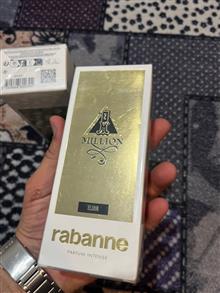 1
MILLION
ELIXIR
rabanne
PARFUM INTENSE